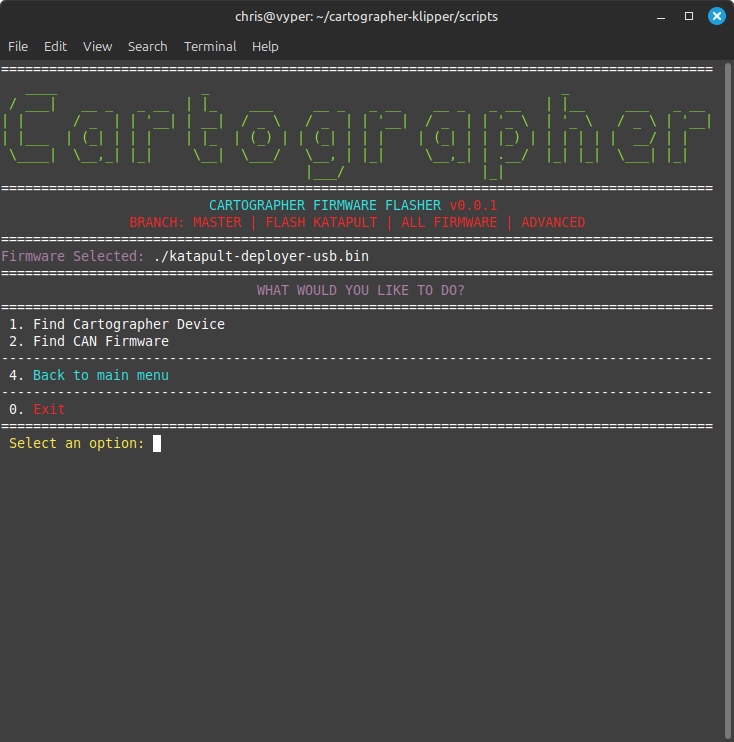 chris@vyper: ~/cartographer-klipper/scripts
File Edit View Search Terminal Help
Cartographer
CARTOGRAPHER FIRMWARE FLASHER v0.0.1
BRANCH: MASTER | FLASH KATAPULT | ALL FIRMWARE | ADVANCED
Firmware Selected: ./katapult-deployer-usb.bin
WHAT WOULD YOU LIKE TO DO?
1. Find Cartographer Device
2. Find CAN Firmware
4. Back to main menu
0. Exit
Select an option: